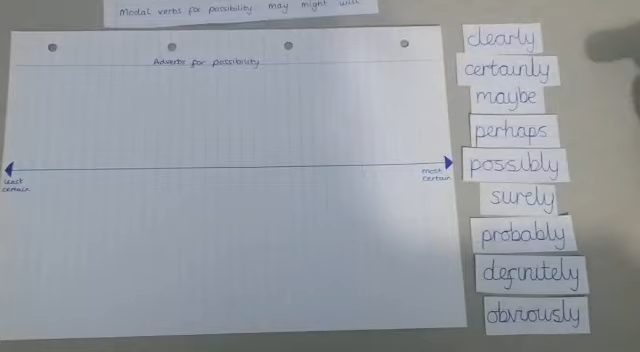 Modal verbs for possibility may might will
Adverbs for possibility
least
certain
most
certain
clearly
certainly
maybe
perhaps
possibly
surely
probably
definitely
obviously